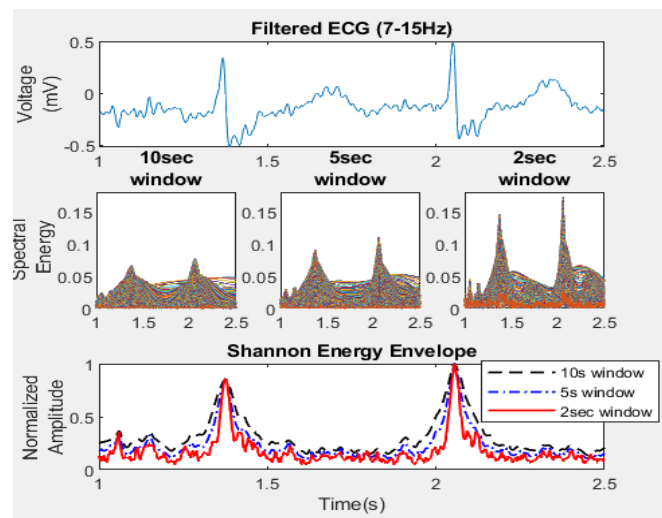 Filtered ECG (7-15Hz)
Voltage
(mV)
0.5
0
-0.5
1
1.5
2
2.5
10sec
window
5sec
window
2sec
window
Spectral
Energy
0.15
0.1
0.05
0
1
1.5
2
2.5
0.15
0.1
0.05
0
1
1.5
2
2.5
0.15
0.1
0.05
0
1
1.5
2
2.5
Shannon Energy Envelope
Normalized
Amplitude
1
0.5
0
1
1.5
2
2.5
10s window
5s window
2sec window
Time(s)